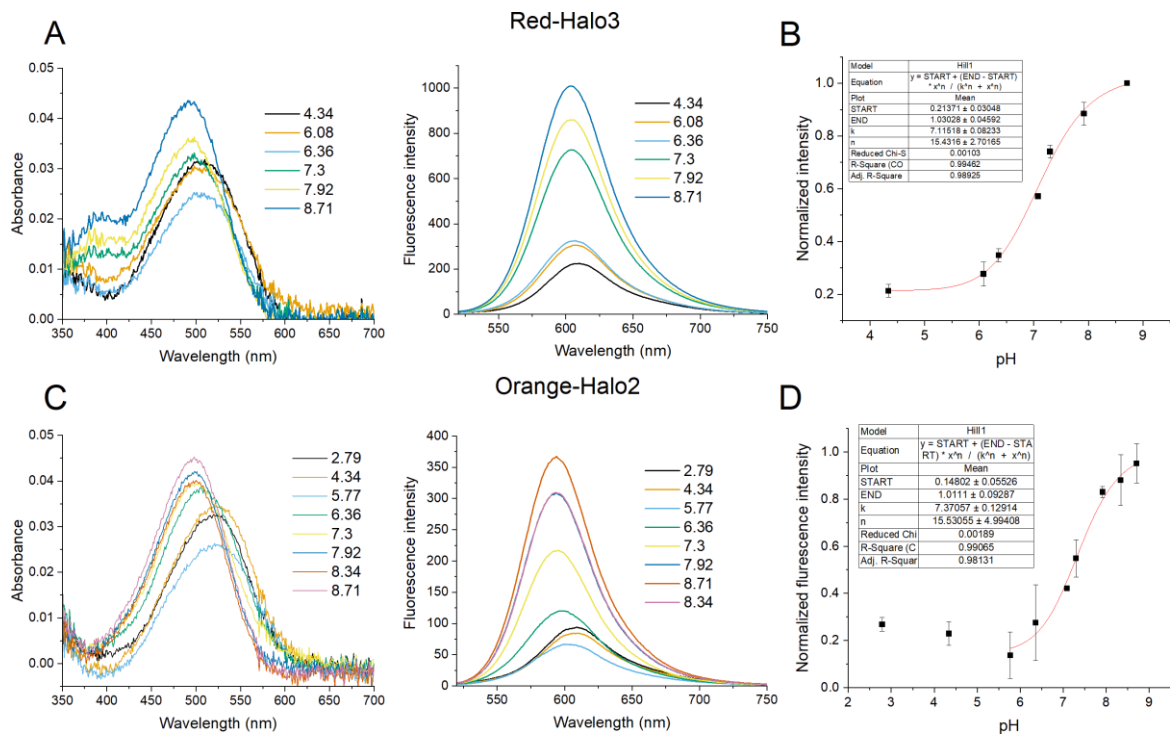 Red-Halo3
A
0.05
0.04
0.03
0.02
0.01
0.00
Absorbance
350 400 450 500 550 600 650 700
Wavelength (nm)
4.34
6.08
6.36
7.3
7.92
8.71
1000
800
600
400
200
0
Fluorescence intensity
550 600 650 700 750
Wavelength (nm)
4.34
6.08
6.36
7.3
7.92
8.71
B
1.0
0.8
0.6
0.4
0.2
Normalized intensity
4 5 6 7 8 9
pH
Model Hill1
Equation y = START + (END - START) * x^n / (k^n + x^n)
Plot Mean
START 0.21371 ± 0.03048
END 1.03028 ± 0.04592
k 7.11518 ± 0.08233
n 15.4316 ± 2.70165
Reduced Chi-S 0.00103
R-Square (CO 0.99462
Adj. R-Square 0.98925
Orange-Halo2
C
0.05
0.04
0.03
0.02
0.01
0.00
Absorbance
350 400 450 500 550 600 650 700
Wavelength (nm)
2.79
4.34
5.77
6.36
7.3
7.92
8.34
8.71
400
350
300
250
200
150
100
50
0
Fluorescence intensity
550 600 650 700 750
Wavelength (nm)
2.79
4.34
5.77
6.36
7.3
7.92
8.71
8.34
D
1.0
0.8
0.6
0.4
0.2
0.0
Normalized flurescence intensity
2 3 4 5 6 7 8 9
pH
Model Hill1
Equation y = START + (END - STA
RT) * x^n / (k^n + x^n)
Plot Mean
START 0.14802 ± 0.05526
END 1.0111 ± 0.09287
k 7.37057 ± 0.12914
n 15.53055 ± 4.99408
Reduced Chi 0.00189
R-Square (C 0.99065
Adj. R-Squar 0.98131